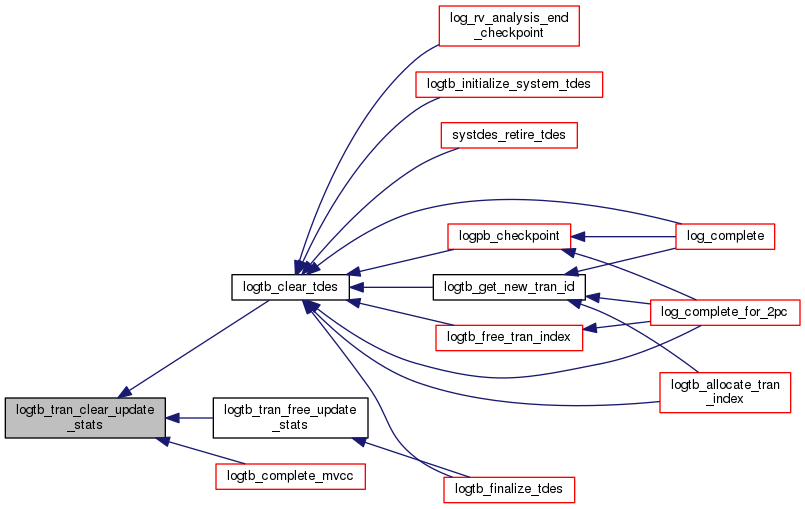 log_rv_analysis_end
_checkpoint
logtb_initialize_system_tdes
systdes_retire_tdes
logpb_checkpoint
log_complete
logtb_clear_tdes
logtb_get_new_tran_id
log_complete_for_2pc
logtb_free_tran_index
logtb_allocate_tran
_index
logtb_tran_clear_update
_stats
logtb_tran_free_update
_stats
logtb_complete_mvcc
logtb_finalize_tdes